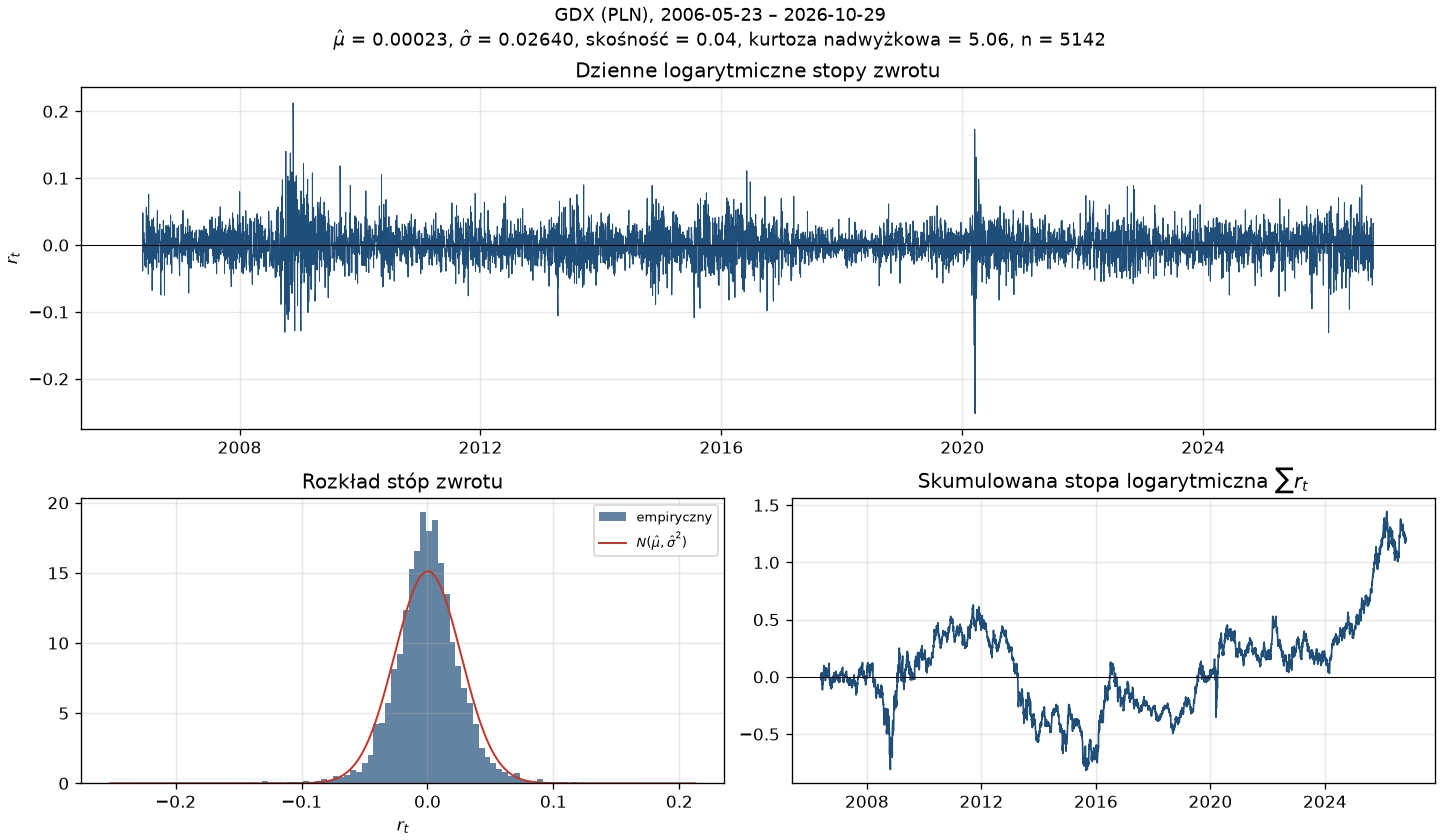 GDX (PLN), 2006-05-23 – 2026-10-29
μ̂ = 0.00023, σ̂ = 0.02640, skośność = 0.04, kurtoza nadwyżkowa = 5.06, n = 5142
Dzienne logarytmiczne stopy zwrotu
0.2
0.1
0.0
−0.1
−0.2
r_t
2008 2012 2016 2020 2024
Rozkład stóp zwrotu
20
15
10
5
0
empiryczny
N(μ̂, σ̂²)
−0.2 −0.1 0.0 0.1 0.2
r_t
Skumulowana stopa logarytmiczna ∑r_t
1.5
1.0
0.5
0.0
−0.5
2008 2012 2016 2020 2024